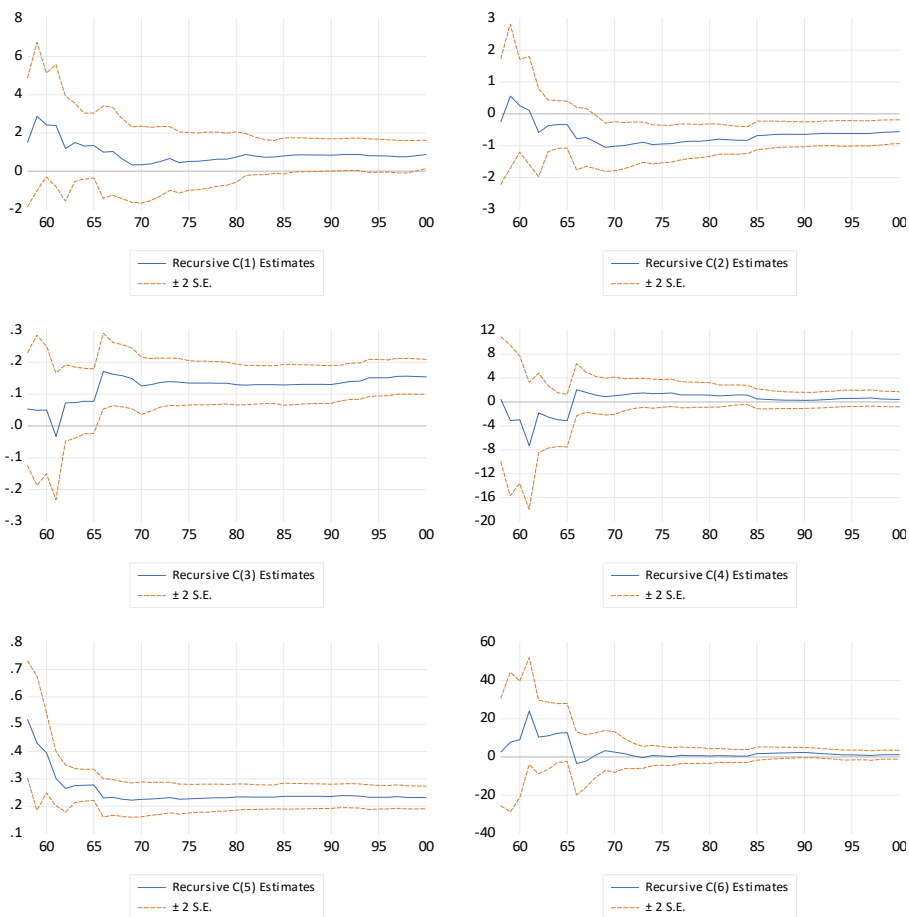 8
6
4
2
0
-2
60 65 70 75 80 85 90 95 00
Recursive C(1) Estimates
± 2 S.E.
3
2
1
0
-1
-2
-3
60 65 70 75 80 85 90 95 00
Recursive C(2) Estimates
± 2 S.E.
.3
.2
.1
.0
-.1
-.2
-.3
60 65 70 75 80 85 90 95 00
Recursive C(3) Estimates
± 2 S.E.
12
8
4
0
-4
-8
-12
-16
-20
60 65 70 75 80 85 90 95 00
Recursive C(4) Estimates
± 2 S.E.
.8
.7
.6
.5
.4
.3
.2
.1
60 65 70 75 80 85 90 95 00
Recursive C(5) Estimates
± 2 S.E.
60
40
20
0
-20
-40
60 65 70 75 80 85 90 95 00
Recursive C(6) Estimates
± 2 S.E.